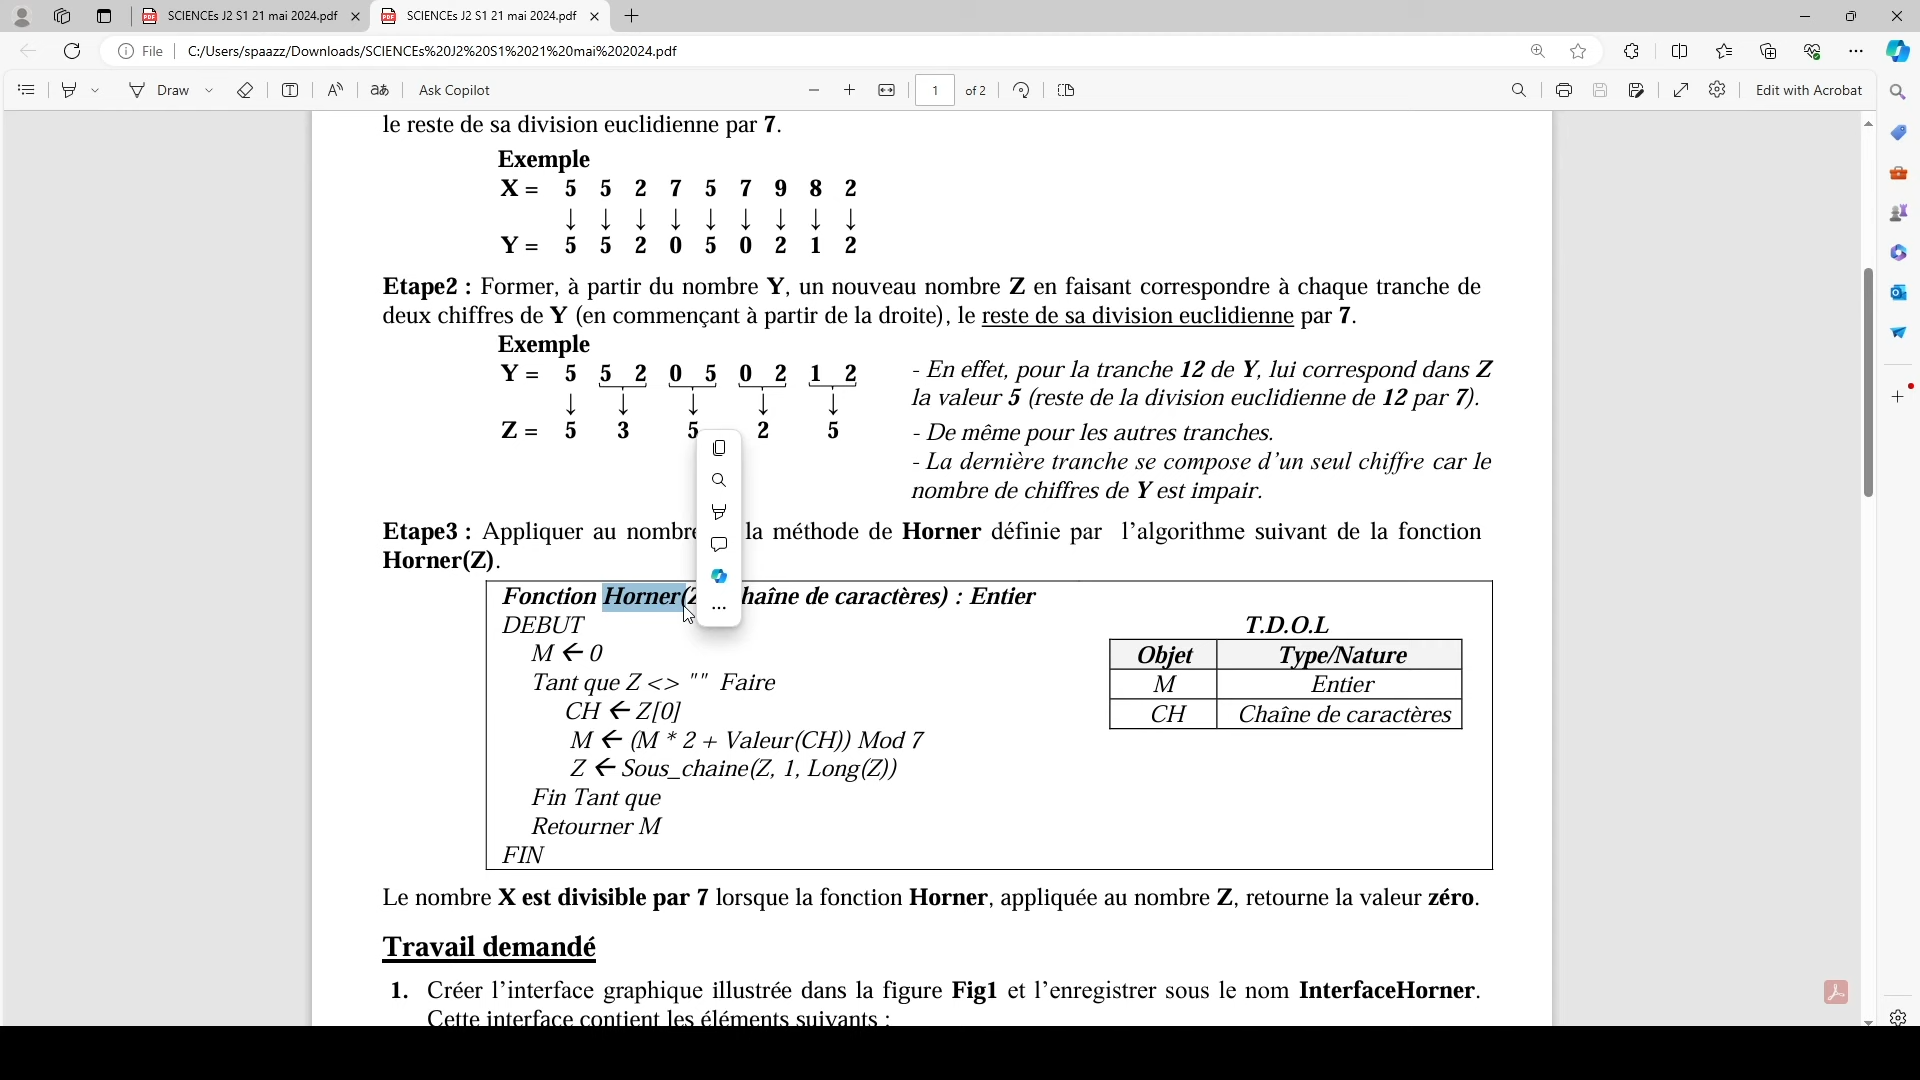 SCIENCEs J2 S1 21 mai 2024.pdf
SCIENCEs J2 S1 21 mai 2024.pdf
File
C:/Users/spaazz/Downloads/SCIENCEs%20J2%20S1%2021%20mai%202024.pdf
Draw
aあ
Ask Copilot
1
of 2
Edit with Acrobat
le reste de sa division euclidienne par 7.
Exemple
X = 5 5 2 7 5 7 9 8 2
↓ ↓ ↓ ↓ ↓ ↓ ↓ ↓ ↓
Y = 5 5 2 0 5 0 2 1 2
Etape2 : Former, à partir du nombre Y, un nouveau nombre Z en faisant correspondre à chaque tranche de
deux chiffres de Y (en commençant à partir de la droite), le reste de sa division euclidienne par 7.
Exemple
Y = 5 5 2 0 5 0 2 1 2
↓ ↓ ↓ ↓ ↓
Z = 5 3 5 2 5
- En effet, pour la tranche 12 de Y, lui correspond dans Z
la valeur 5 (reste de la division euclidienne de 12 par 7).
- De même pour les autres tranches.
- La dernière tranche se compose d'un seul chiffre car le
nombre de chiffres de Y est impair.
Etape3 : Appliquer au nombre la méthode de Horner définie par l'algorithme suivant de la fonction
Horner(Z).
Fonction Horner(Z haîne de caractères) : Entier
DEBUT
M ← 0
Tant que Z <> "" Faire
CH ← Z[0]
M ← (M * 2 + Valeur(CH)) Mod 7
Z ← Sous_chaine(Z, 1, Long(Z))
Fin Tant que
Retourner M
FIN
T.D.O.L
Objet Type/Nature
M Entier
CH Chaîne de caractères
Le nombre X est divisible par 7 lorsque la fonction Horner, appliquée au nombre Z, retourne la valeur zéro.
Travail demandé
1. Créer l'interface graphique illustrée dans la figure Fig1 et l'enregistrer sous le nom InterfaceHorner.
Cette interface contient les éléments suivants :